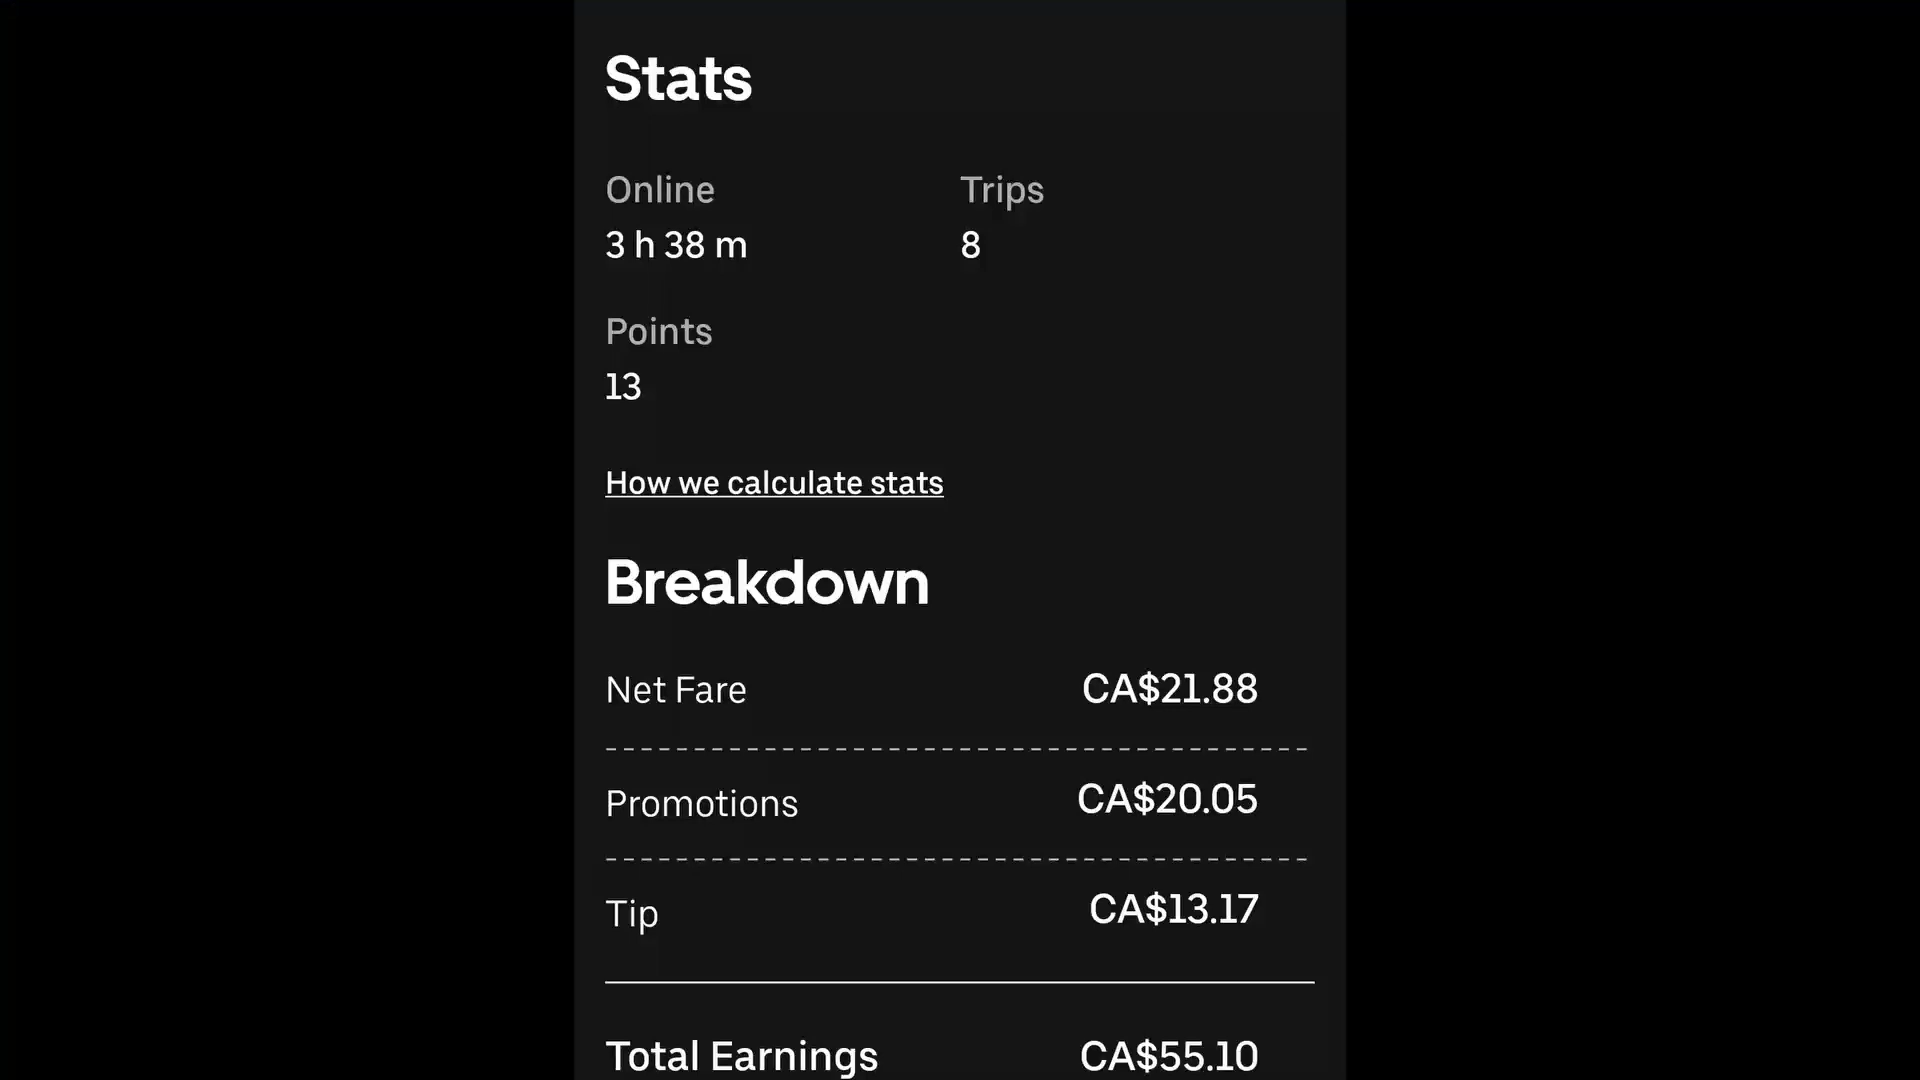 Stats
Online Trips
3 h 38 m 8
Points
13
How we calculate stats
Breakdown
Net Fare CA$21.88
Promotions CA$20.05
Tip CA$13.17
Total Earnings CA$55.10